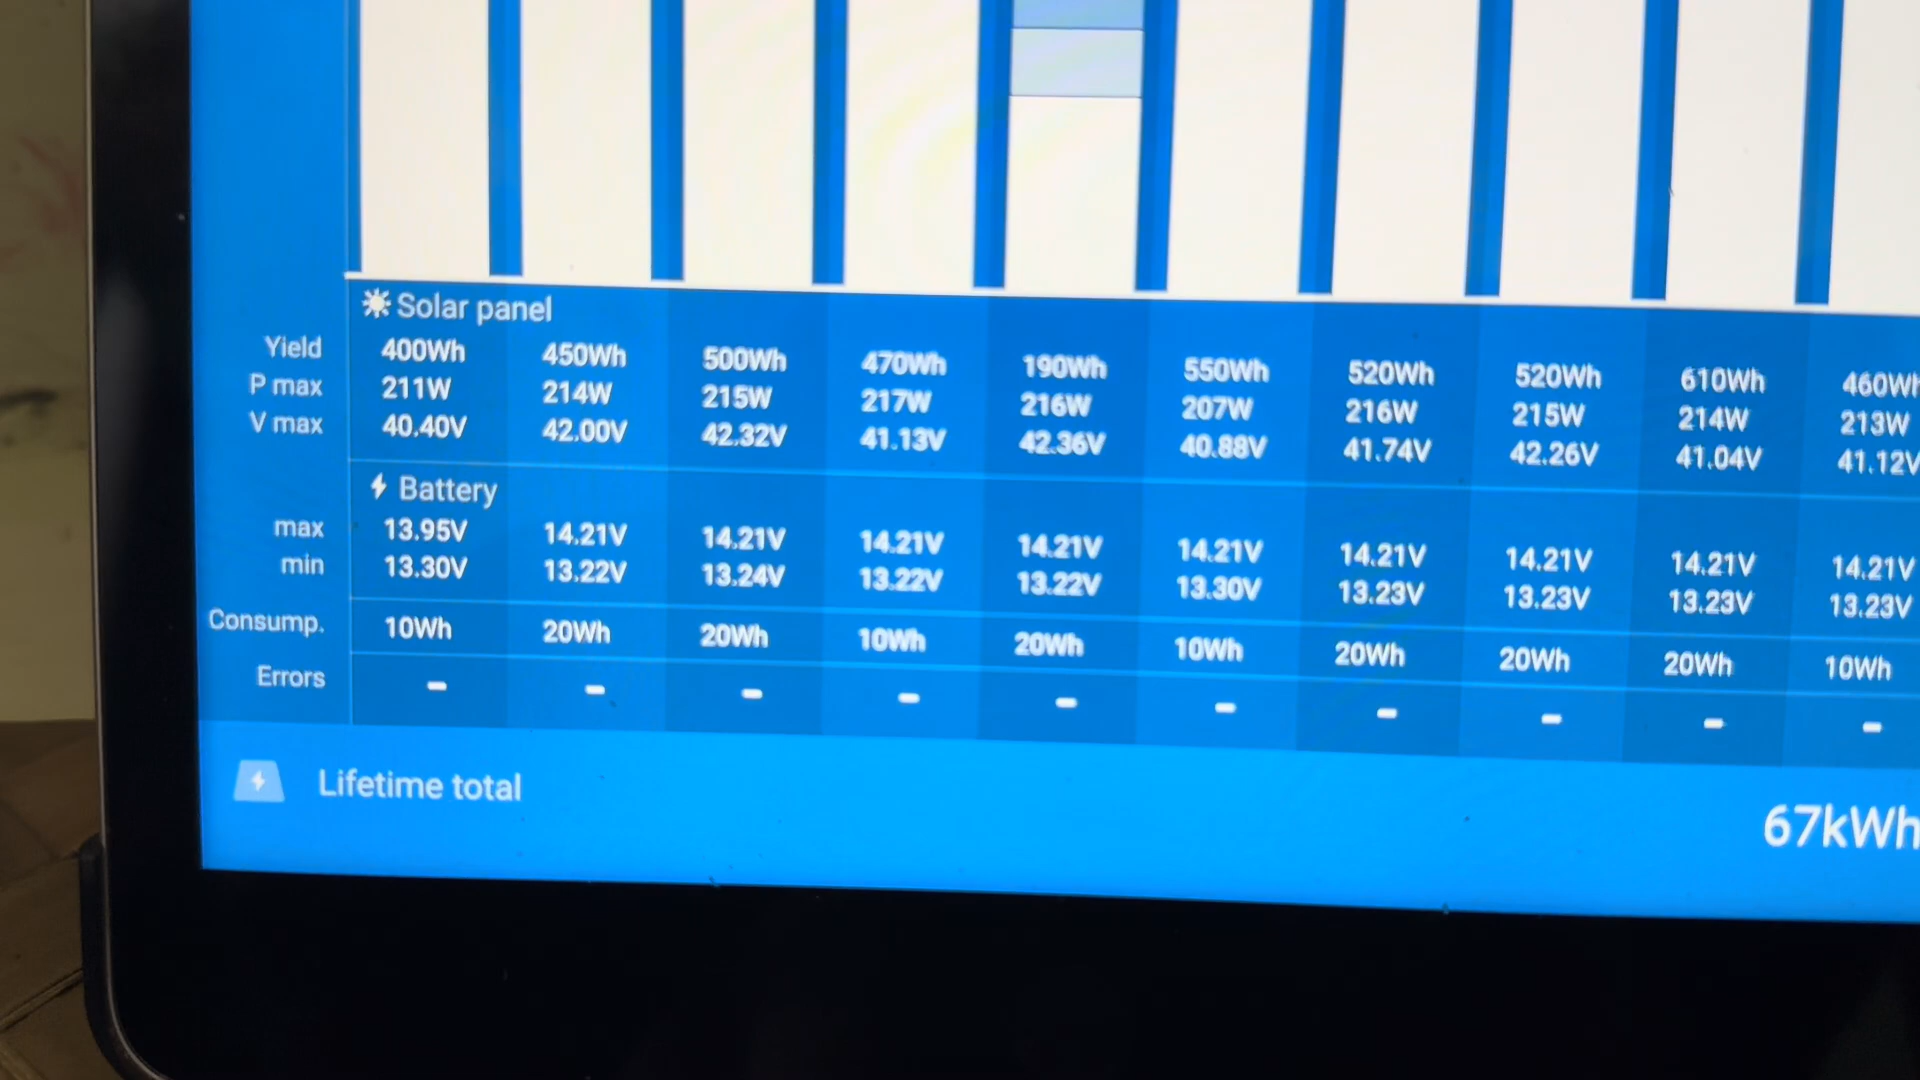 Solar panel
Yield 400Wh 450Wh 500Wh 470Wh 190Wh 550Wh 520Wh 520Wh 610Wh 460Wh
P max 211W 214W 215W 217W 216W 207W 216W 215W 214W 213W
V max 40.40V 42.00V 42.32V 41.13V 42.36V 40.88V 41.74V 42.26V 41.04V 41.12V
Battery
max 13.95V 14.21V 14.21V 14.21V 14.21V 14.21V 14.21V 14.21V 14.21V 14.21V
min 13.30V 13.22V 13.24V 13.22V 13.22V 13.30V 13.23V 13.23V 13.23V 13.23V
Consump. 10Wh 20Wh 20Wh 10Wh 20Wh 10Wh 20Wh 20Wh 20Wh 10Wh
Errors - - - - - - - - - -
Lifetime total 67kWh